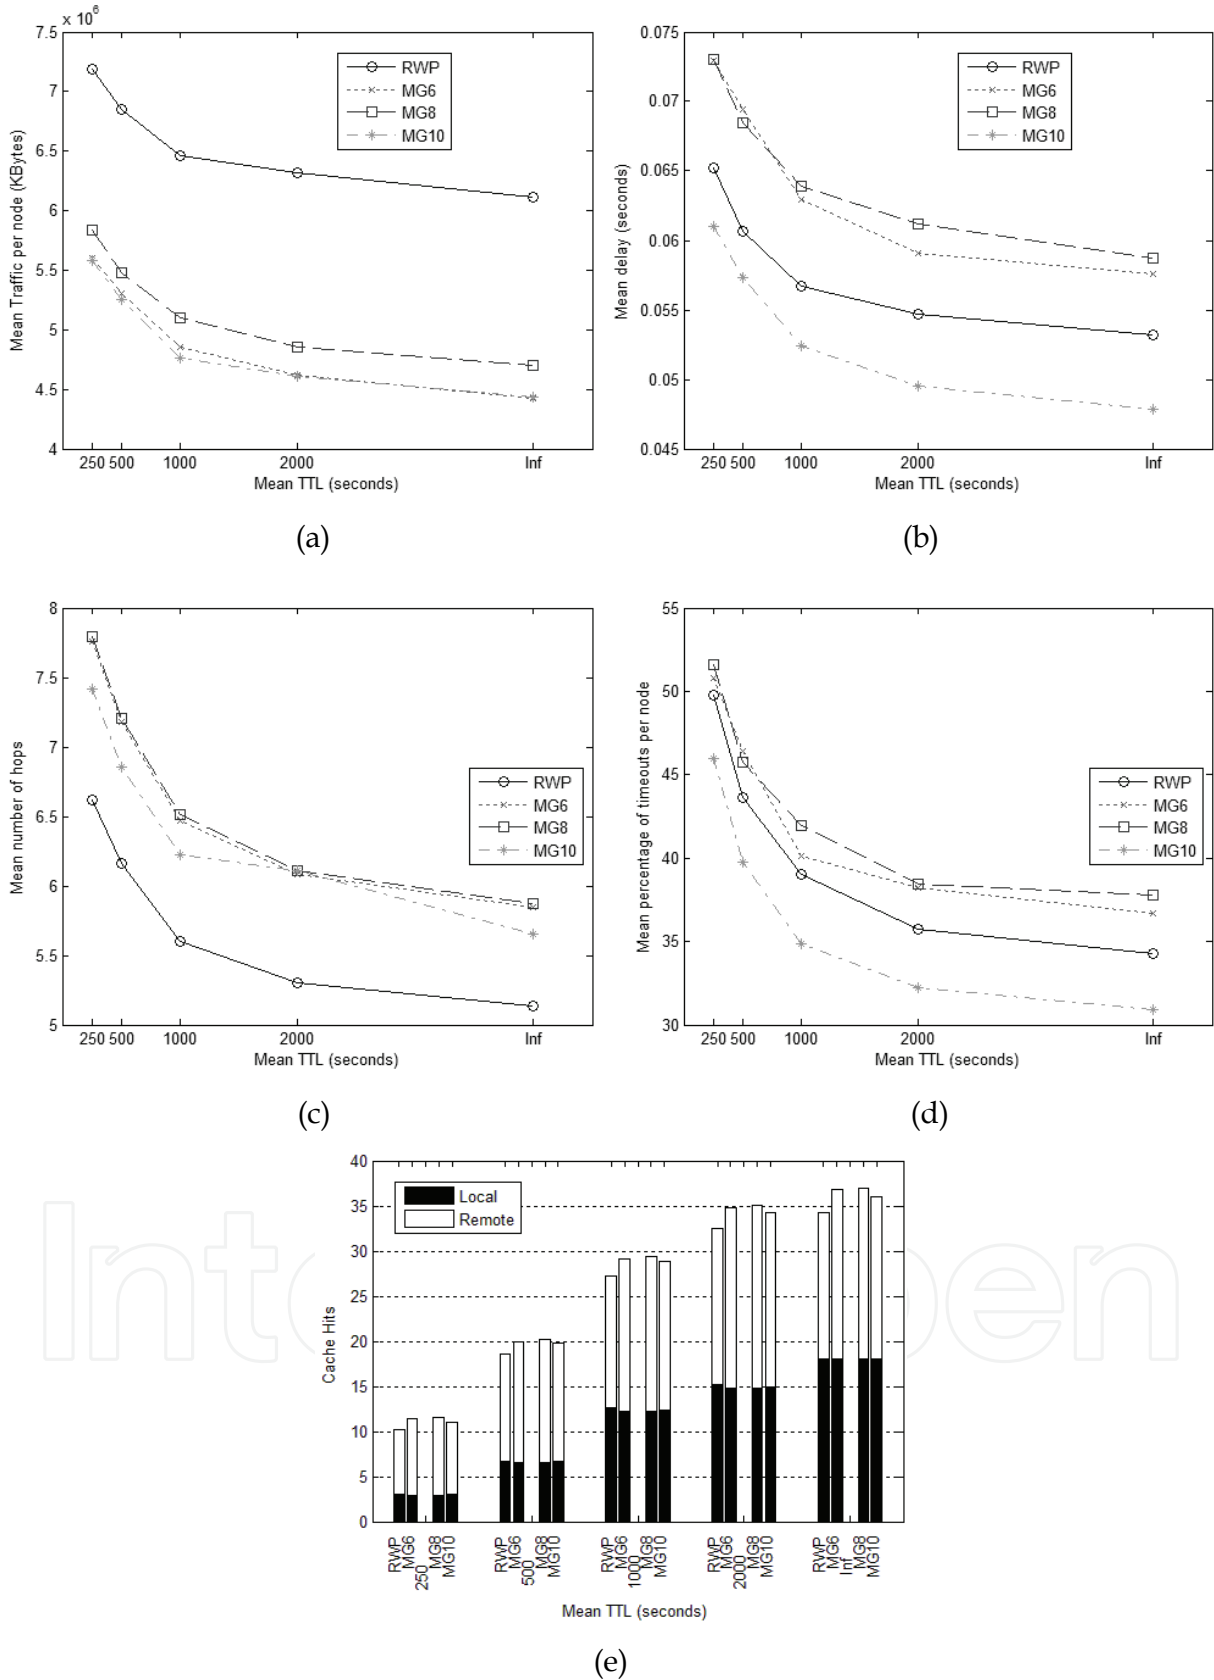 x 10^6
7.5
7
6.5
6
5.5
5
4.5
4
Mean Traffic per node (KBytes)
RWP
MG6
MG8
MG10
250 500 1000 2000 Inf
Mean TTL (seconds)
(a)
0.075
0.07
0.065
0.06
0.055
0.05
0.045
Mean delay (seconds)
RWP
MG6
MG8
MG10
250 500 1000 2000 Inf
Mean TTL (seconds)
(b)
8
7.5
7
6.5
6
5.5
5
Mean number of hops
RWP
MG6
MG8
MG10
250 500 1000 2000 Inf
Mean TTL (seconds)
(c)
55
50
45
40
35
30
Mean percentage of timeouts per node
RWP
MG6
MG8
MG10
250 500 1000 2000 Inf
Mean TTL (seconds)
(d)
40
35
30
25
20
15
10
5
0
Cache Hits
Local
Remote
RWP MG6 250 MG8 MG10
RWP MG6 500 MG8 MG10
RWP MG6 1000 MG8 MG10
RWP MG6 2000 MG8 MG10
RWP MG6 Inf MG8 MG10
Mean TTL (seconds)
(e)